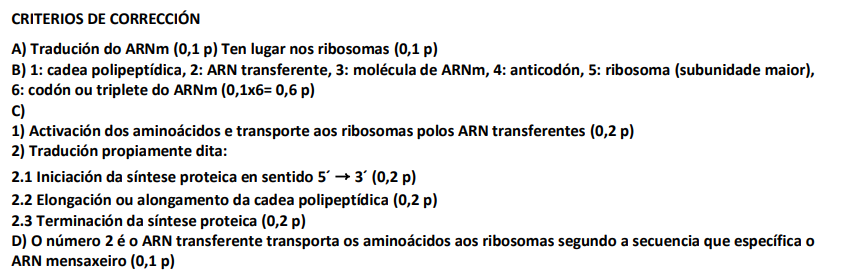 CRITERIOS DE CORRECCIÓN
A) Tradución do ARNm (0,1 p) Ten lugar nos ribosomas (0,1 p)
B) 1: cadea polipeptídica, 2: ARN transferente, 3: molécula de ARNm, 4: anticodón, 5: ribosoma (subunidade maior),
6: codón ou triplete do ARNm (0,1x6= 0,6 p)
C)
1) Activación dos aminoácidos e transporte aos ribosomas polos ARN transferentes (0,2 p)
2) Tradución propiamente dita:
2.1 Iniciación da síntese proteica en sentido 5´ → 3´ (0,2 p)
2.2 Elongación ou alongamento da cadea polipeptídica (0,2 p)
2.3 Terminación da síntese proteica (0,2 p)
D) O número 2 é o ARN transferente transporta os aminoácidos aos ribosomas segundo a secuencia que específica o
ARN mensaxeiro (0,1 p)